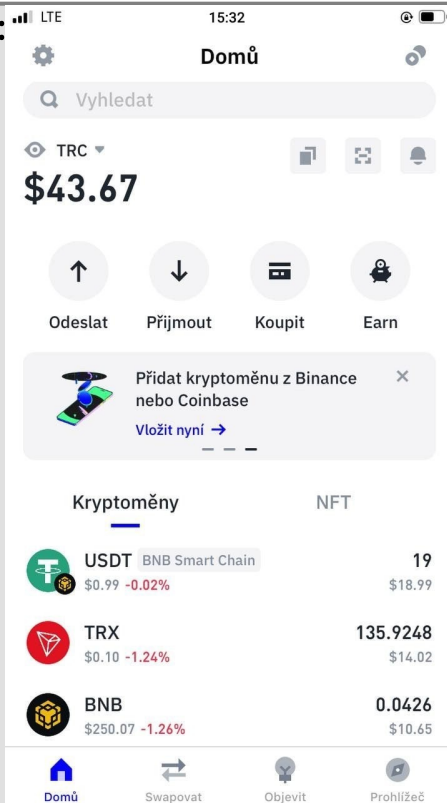 LTE 15:32
Domů
Vyhledat
TRC
$43.67
Odeslat Přijmout Koupit Earn
Přidat kryptoměnu z Binance
nebo Coinbase
Vložit nyní →
Kryptoměny NFT
USDT BNB Smart Chain 19
$0.99 -0.02% $18.99
TRX 135.9248
$0.10 -1.24% $14.02
BNB 0.0426
$250.07 -1.26% $10.65
Domů Swapovat Objevit Prohlížeč